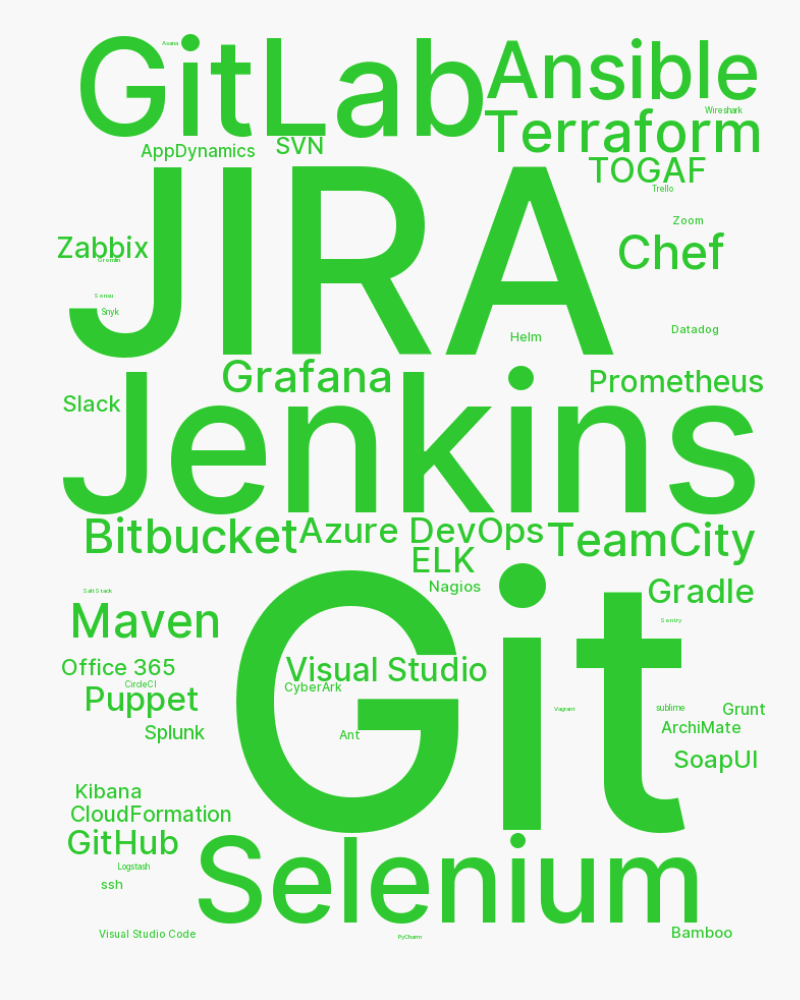 Asana
GitLab
Ansible
Wireshark
Terraform
AppDynamics
SVN
TOGAF
Trello
JIRA
Zoom
Zabbix
Gremlin
Chef
Sensu
Snyk
Datadog
Helm
Grafana
Prometheus
Slack
Jenkins
Bitbucket
Azure DevOps
TeamCity
ELK
Nagios
SaltStack
Gradle
Maven
Git
Sentry
Office 365
Visual Studio
CircleCI
CyberArk
Puppet
Vagrant
sublime
Grunt
Splunk
Ant
ArchiMate
SoapUI
Kibana
CloudFormation
GitHub
Selenium
Logstash
ssh
Visual Studio Code
PyCharm
Bamboo